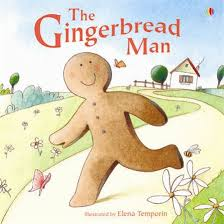 The
Gingerbread
Man
Illustrated by Elena Temporin